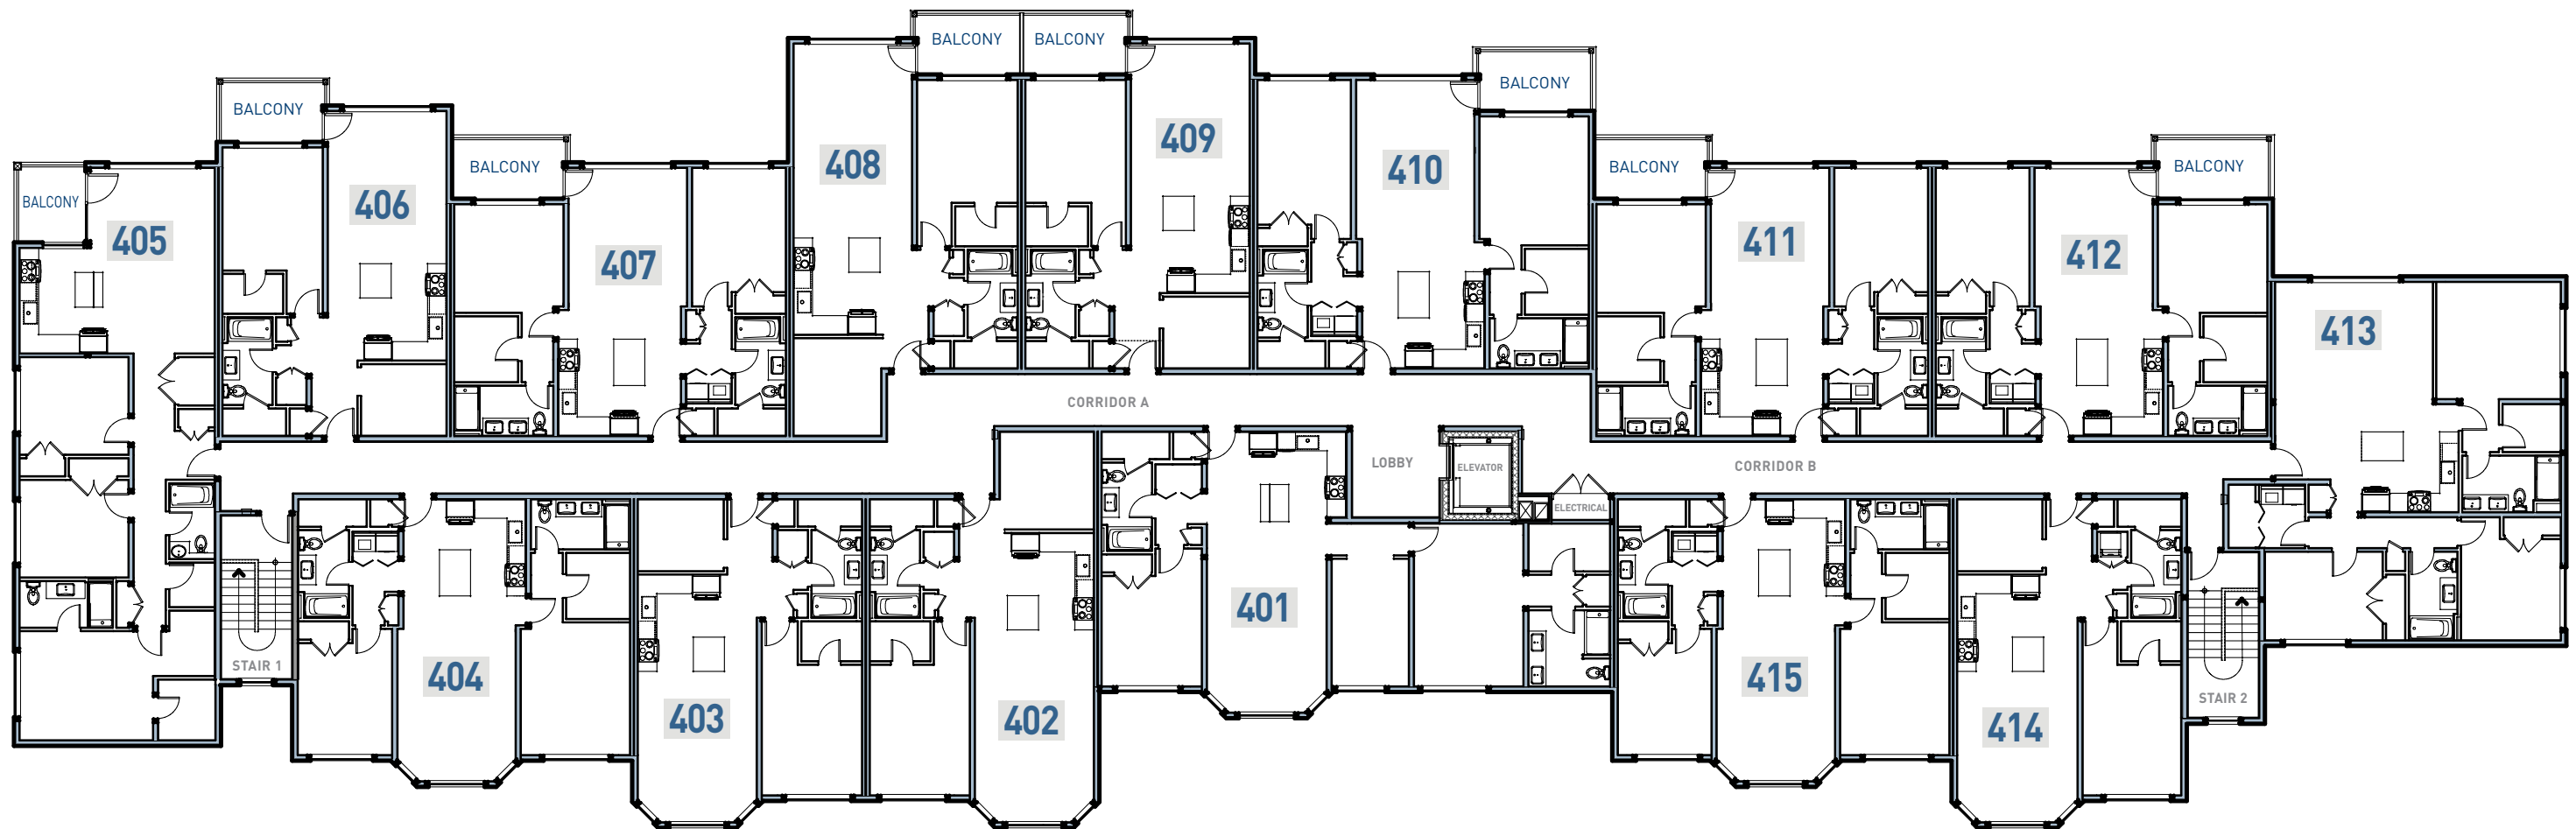 BALCONY
BALCONY
BALCONY
BALCONY
BALCONY
BALCONY
BALCONY
BALCONY
BALCONY
405
406
407
408
409
410
411
412
413
CORRIDOR A
LOBBY
ELEVATOR
ELECTRICAL
CORRIDOR B
STAIR 1
404
403
402
401
415
414
STAIR 2